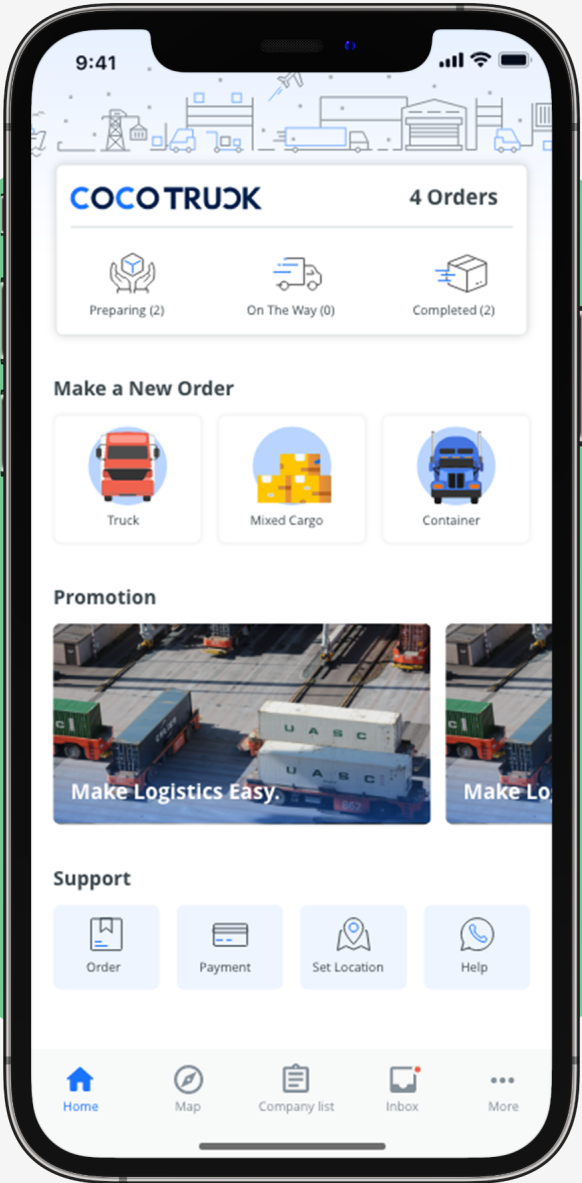 9:41
COCO TRUCK
4 Orders
Preparing (2)
On The Way (0)
Completed (2)
Make a New Order
Truck
Mixed Cargo
Container
Promotion
UASC
UASC
Make Logistics Easy.
Make Lo
Support
Order
Payment
Set Location
Help
Home
Map
Company list
Inbox
More